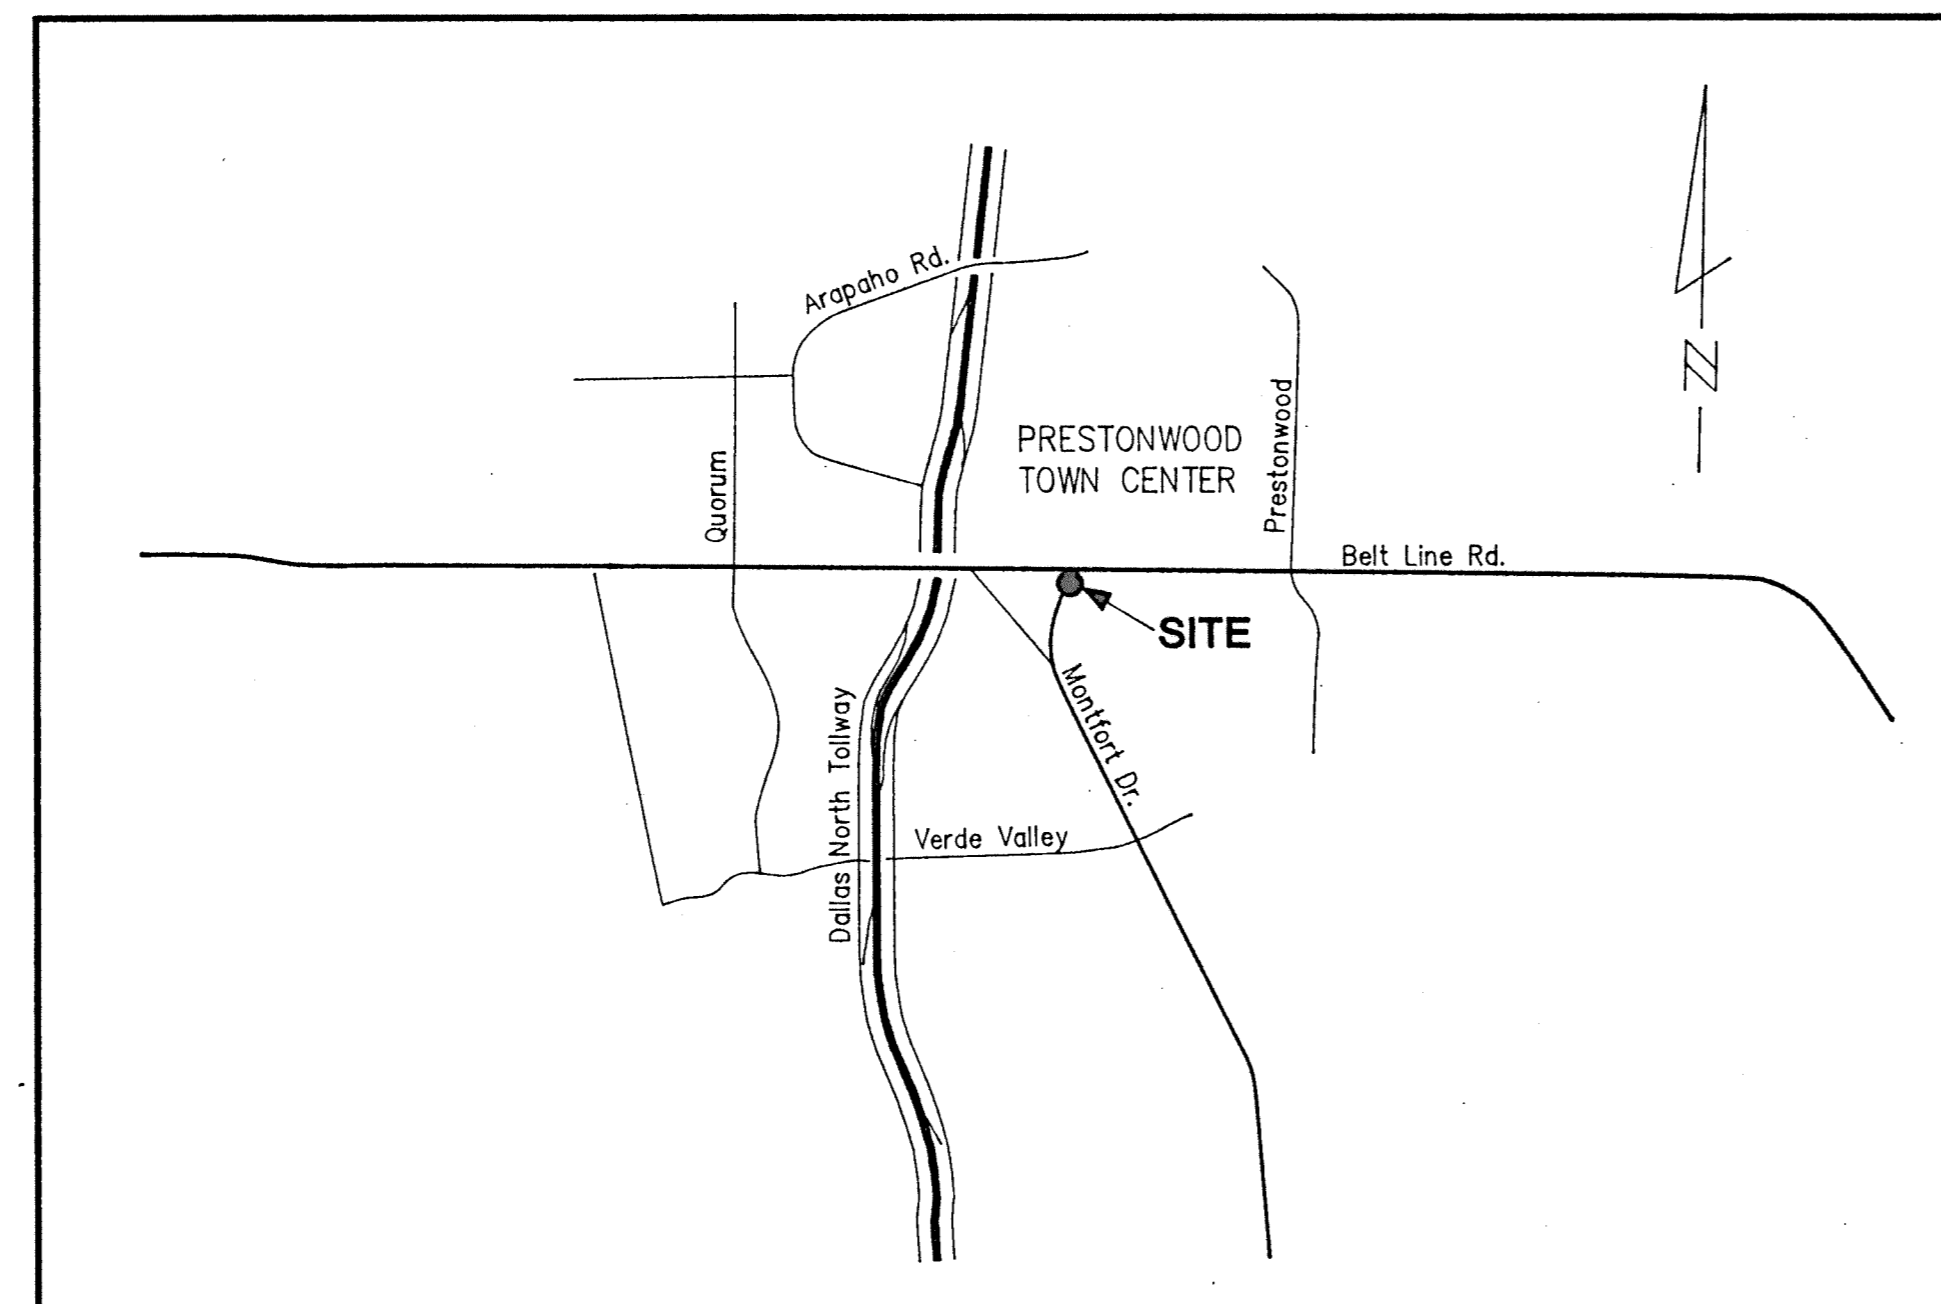 Arapaho Rd.
N
Quorum
PRESTONWOOD
TOWN CENTER
Prestonwood
Belt Line Rd.
SITE
Montfort Dr.
Dallas North Tollway
Verde Valley